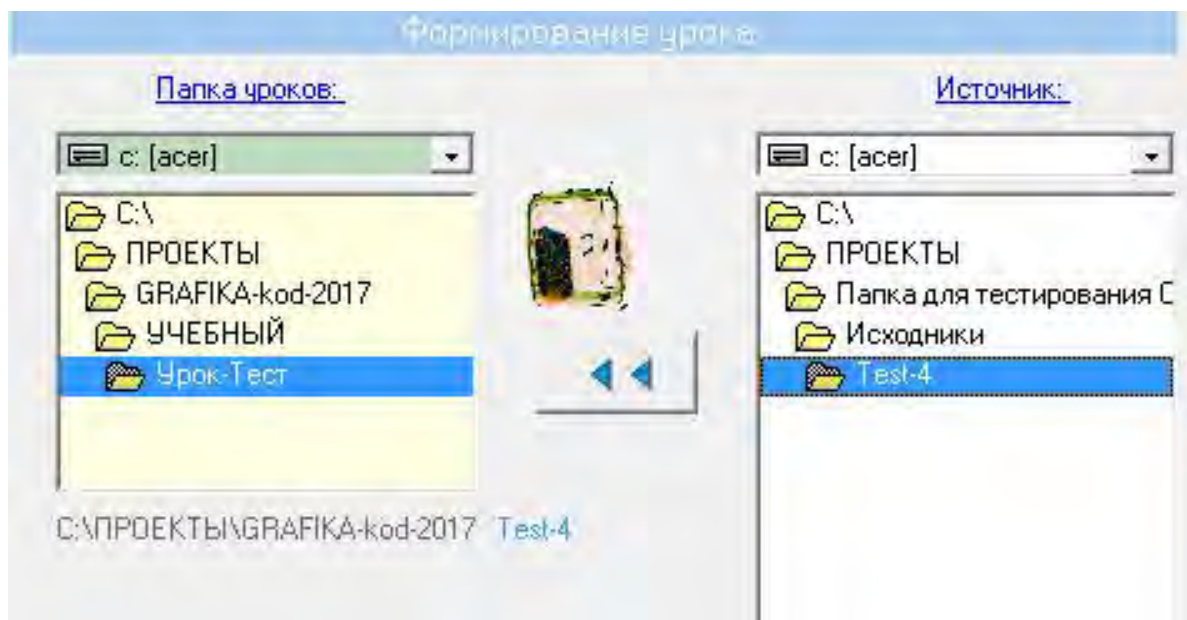 Формирование урока
Папка уроков:
c: [acer]
C:\
ПРОЕКТЫ
GRAFIKA-kod-2017
УЧЕБНЫЙ
Урок-Тест
C:\ПРОЕКТЫ\GRAFIKA-kod-2017 Test-4
Источник:
c: [acer]
C:\
ПРОЕКТЫ
Папка для тестирования С
Исходники
Test-4